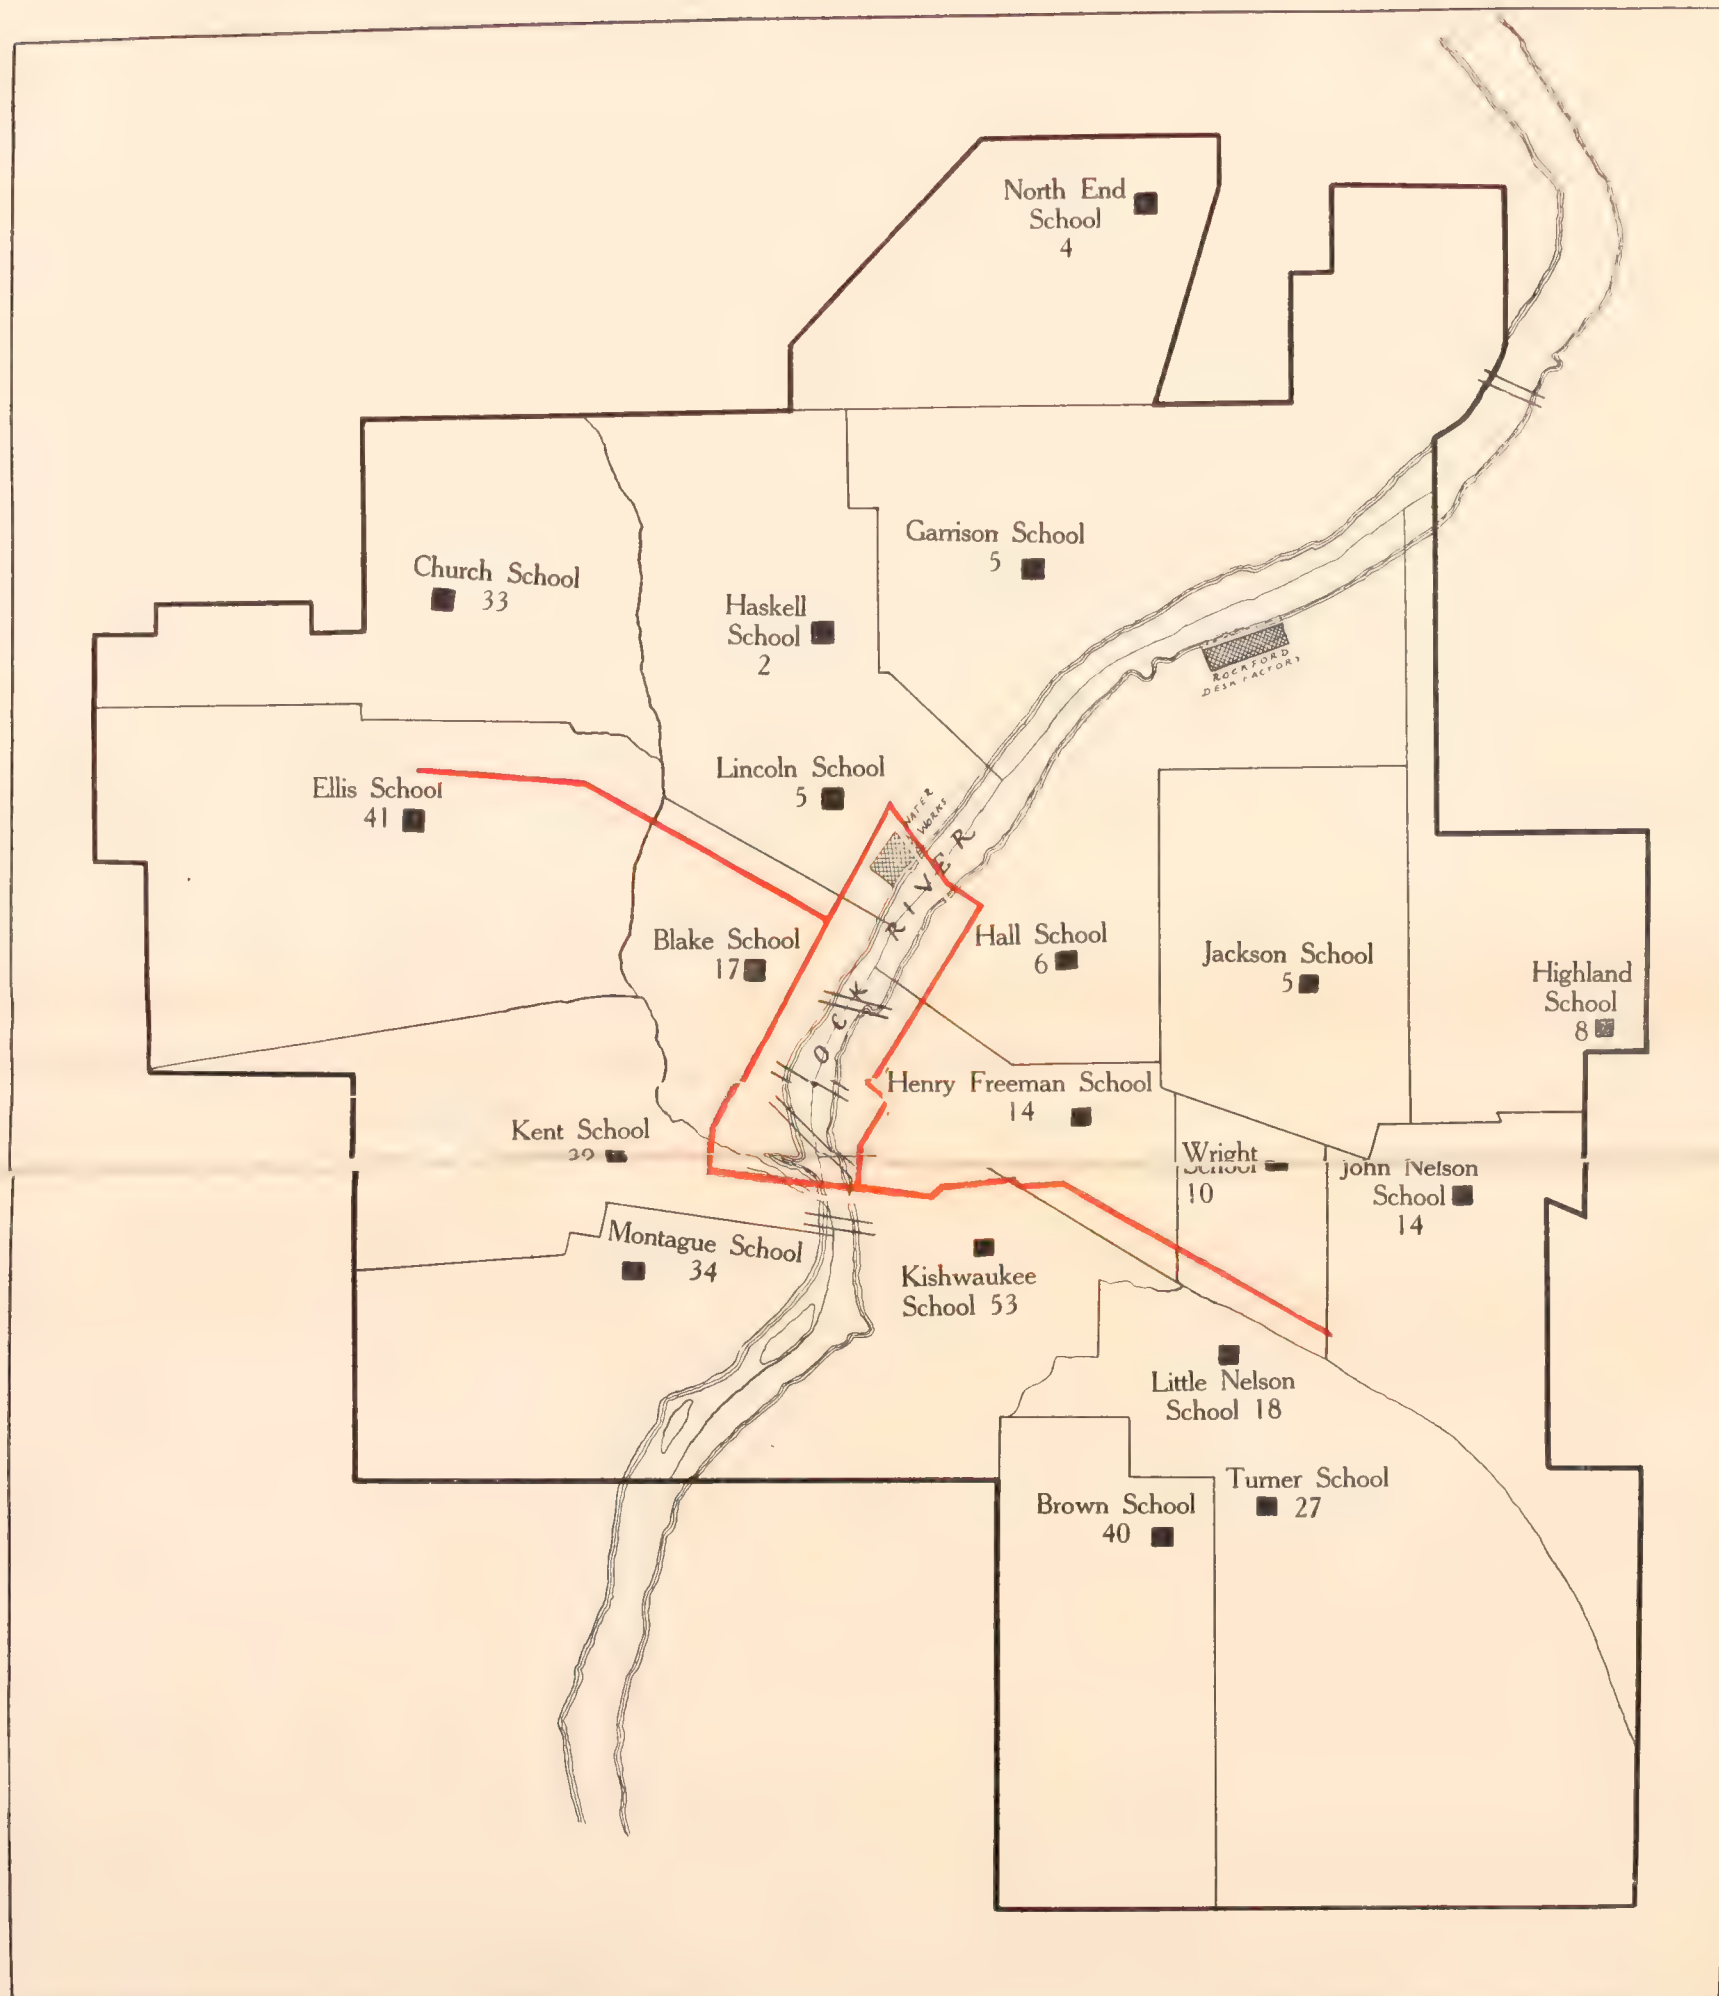 North End
School
4
Garrison School
5
Church School
33
Haskell
School
2
ROCKFORD
DESK FACTORY
Lincoln School
5
Ellis School
41
WATER
WORKS
ROCK RIVER
Blake School
17
Hall School
6
Jackson School
5
Highland
School
8
Henry Freeman School
14
Kent School
Wright
School
10
John Nelson
School
14
Montague School
34
Kishwaukee
School 53
Little Nelson
School 18
Turner School
27
Brown School
40